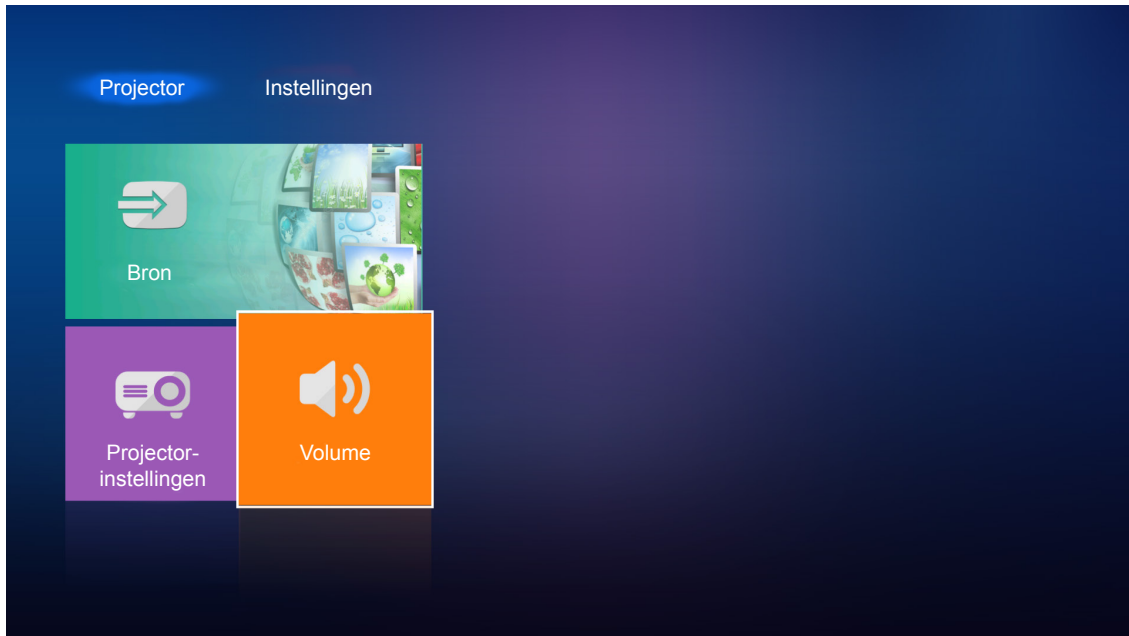 Projector
Instellingen
Bron
Projector-
instellingen
Volume